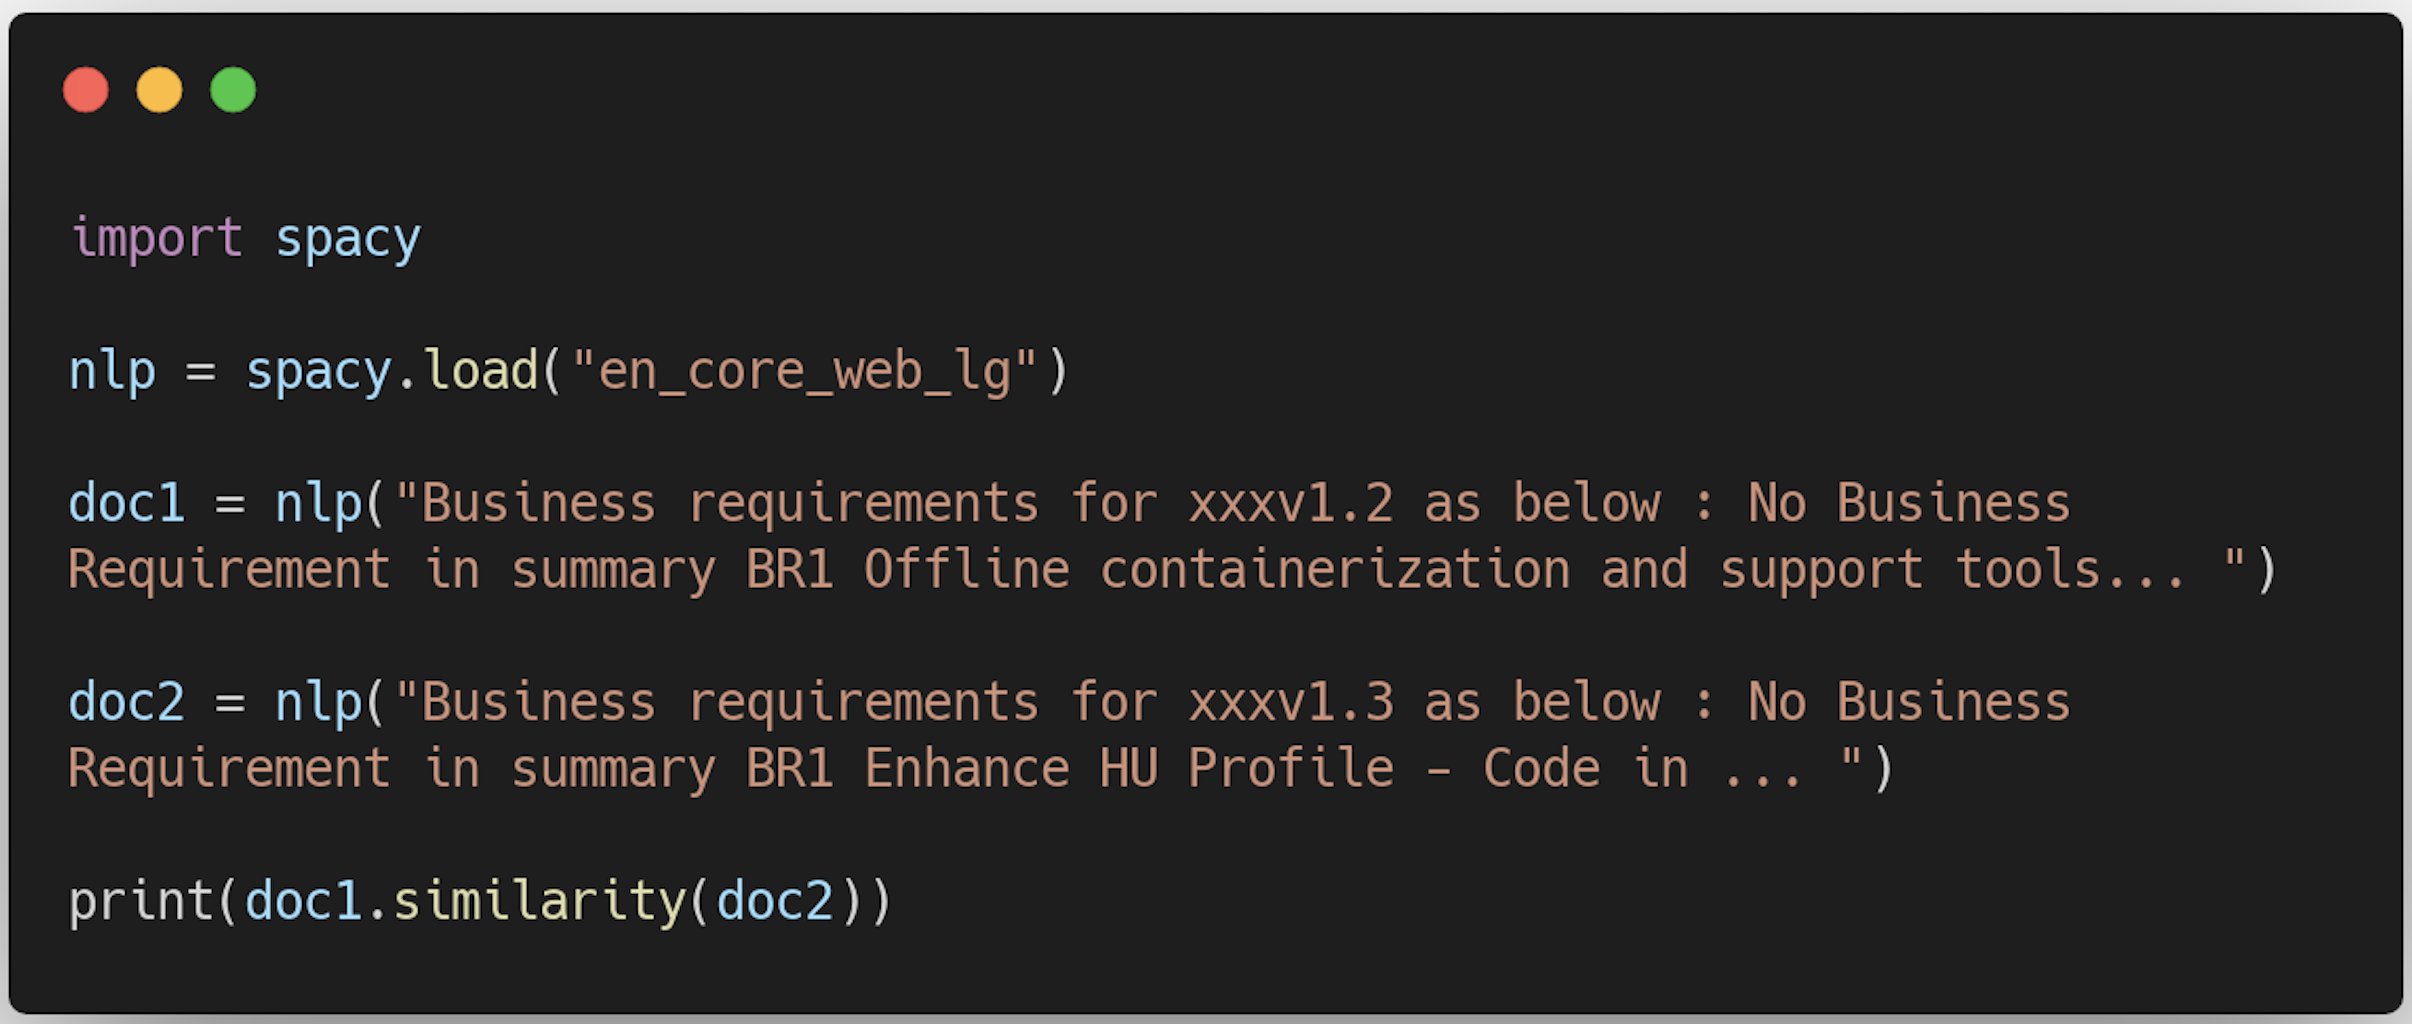 import spacy
nlp = spacy.load("en_core_web_lg")
doc1 = nlp("Business requirements for xxxv1.2 as below : No Business
Requirement in summary BR1 Offline containerization and support tools... ")
doc2 = nlp("Business requirements for xxxv1.3 as below : No Business
Requirement in summary BR1 Enhance HU Profile - Code in ... ")
print(doc1.similarity(doc2))